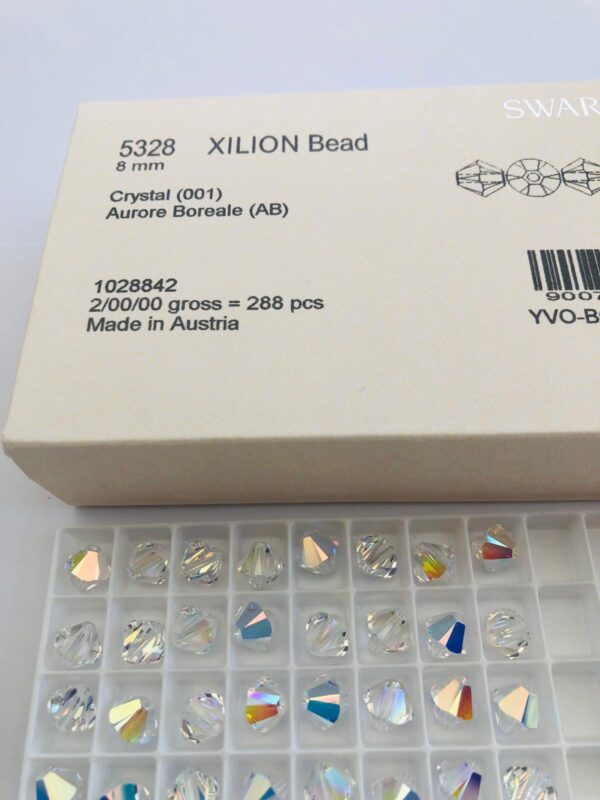 SWAR
5328 XILION Bead
8 mm
Crystal (001)
Aurore Boreale (AB)
1028842
2/00/00 gross = 288 pcs
Made in Austria
9007
YVO-B